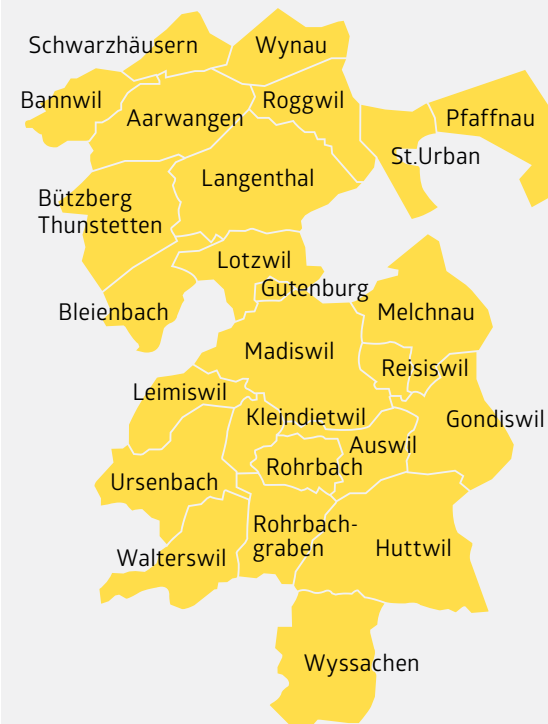 Schwarzhäusern
Wynau
Bannwil
Aarwangen
Roggwil
Pfaffnau
St.Urban
Langenthal
Bützberg
Thunstetten
Lotzwil
Gutenburg
Bleienbach
Melchnau
Madiswil
Reisiswil
Leimiswil
Kleindietwil
Gondiswil
Auswil
Rohrbach
Ursenbach
Rohrbach-
graben
Huttwil
Walterswil
Wyssachen